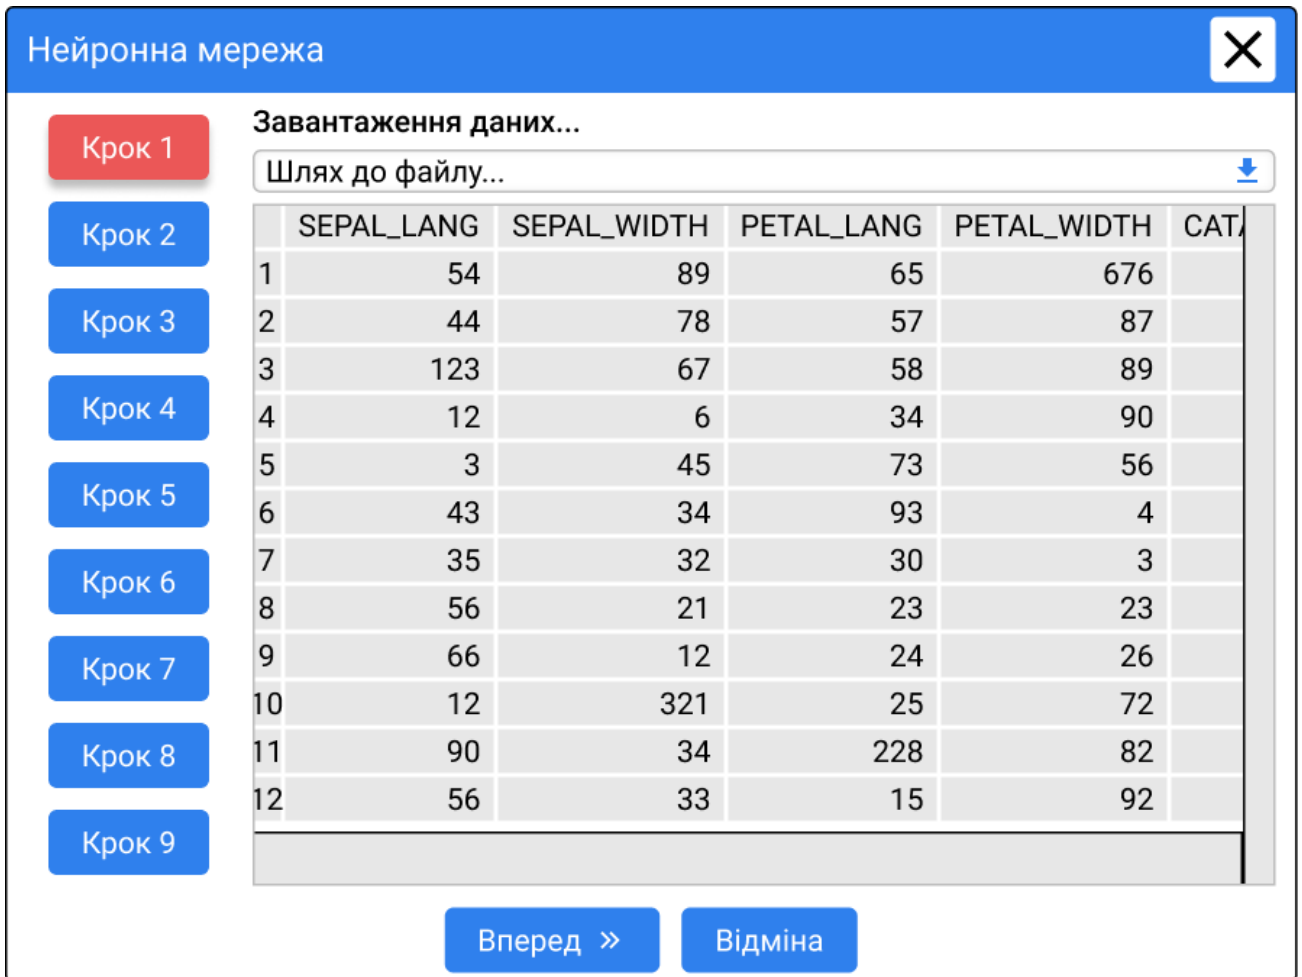 Нейронна мережа
Крок 1
Крок 2
Крок 3
Крок 4
Крок 5
Крок 6
Крок 7
Крок 8
Крок 9
Завантаження даних...
Шлях до файлу...
SEPAL_LANG SEPAL_WIDTH PETAL_LANG PETAL_WIDTH
1 54 89 65 676
2 44 78 57 87
3 123 67 58 89
4 12 6 34 90
5 3 45 73 56
6 43 34 93 4
7 35 32 30 3
8 56 21 23 23
9 66 12 24 26
10 12 321 25 72
11 90 34 228 82
12 56 33 15 92
Вперед »
Відміна